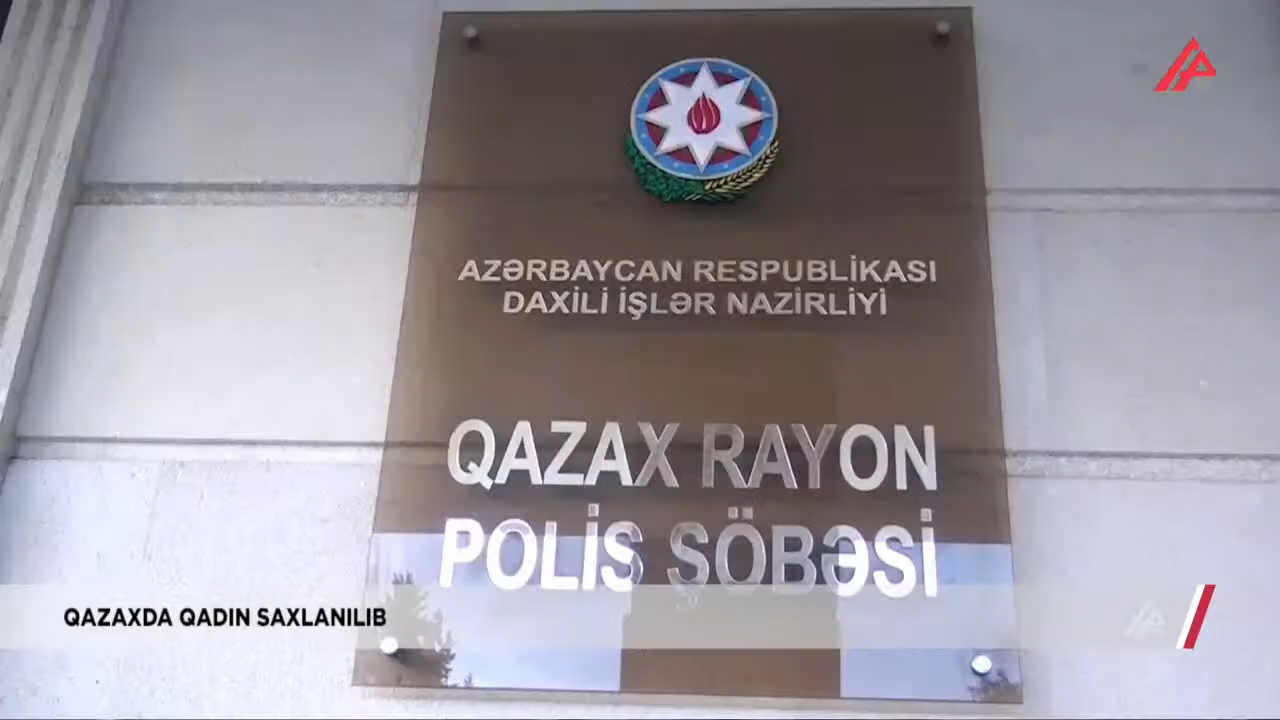 AZƏRBAYCAN RESPUBLİKASI
DAXİLİ İŞLƏR NAZİRLİYİ
QAZAX RAYON
POLİS ŞÖBƏSİ
QAZAXDA QADIN SAXLANILIB